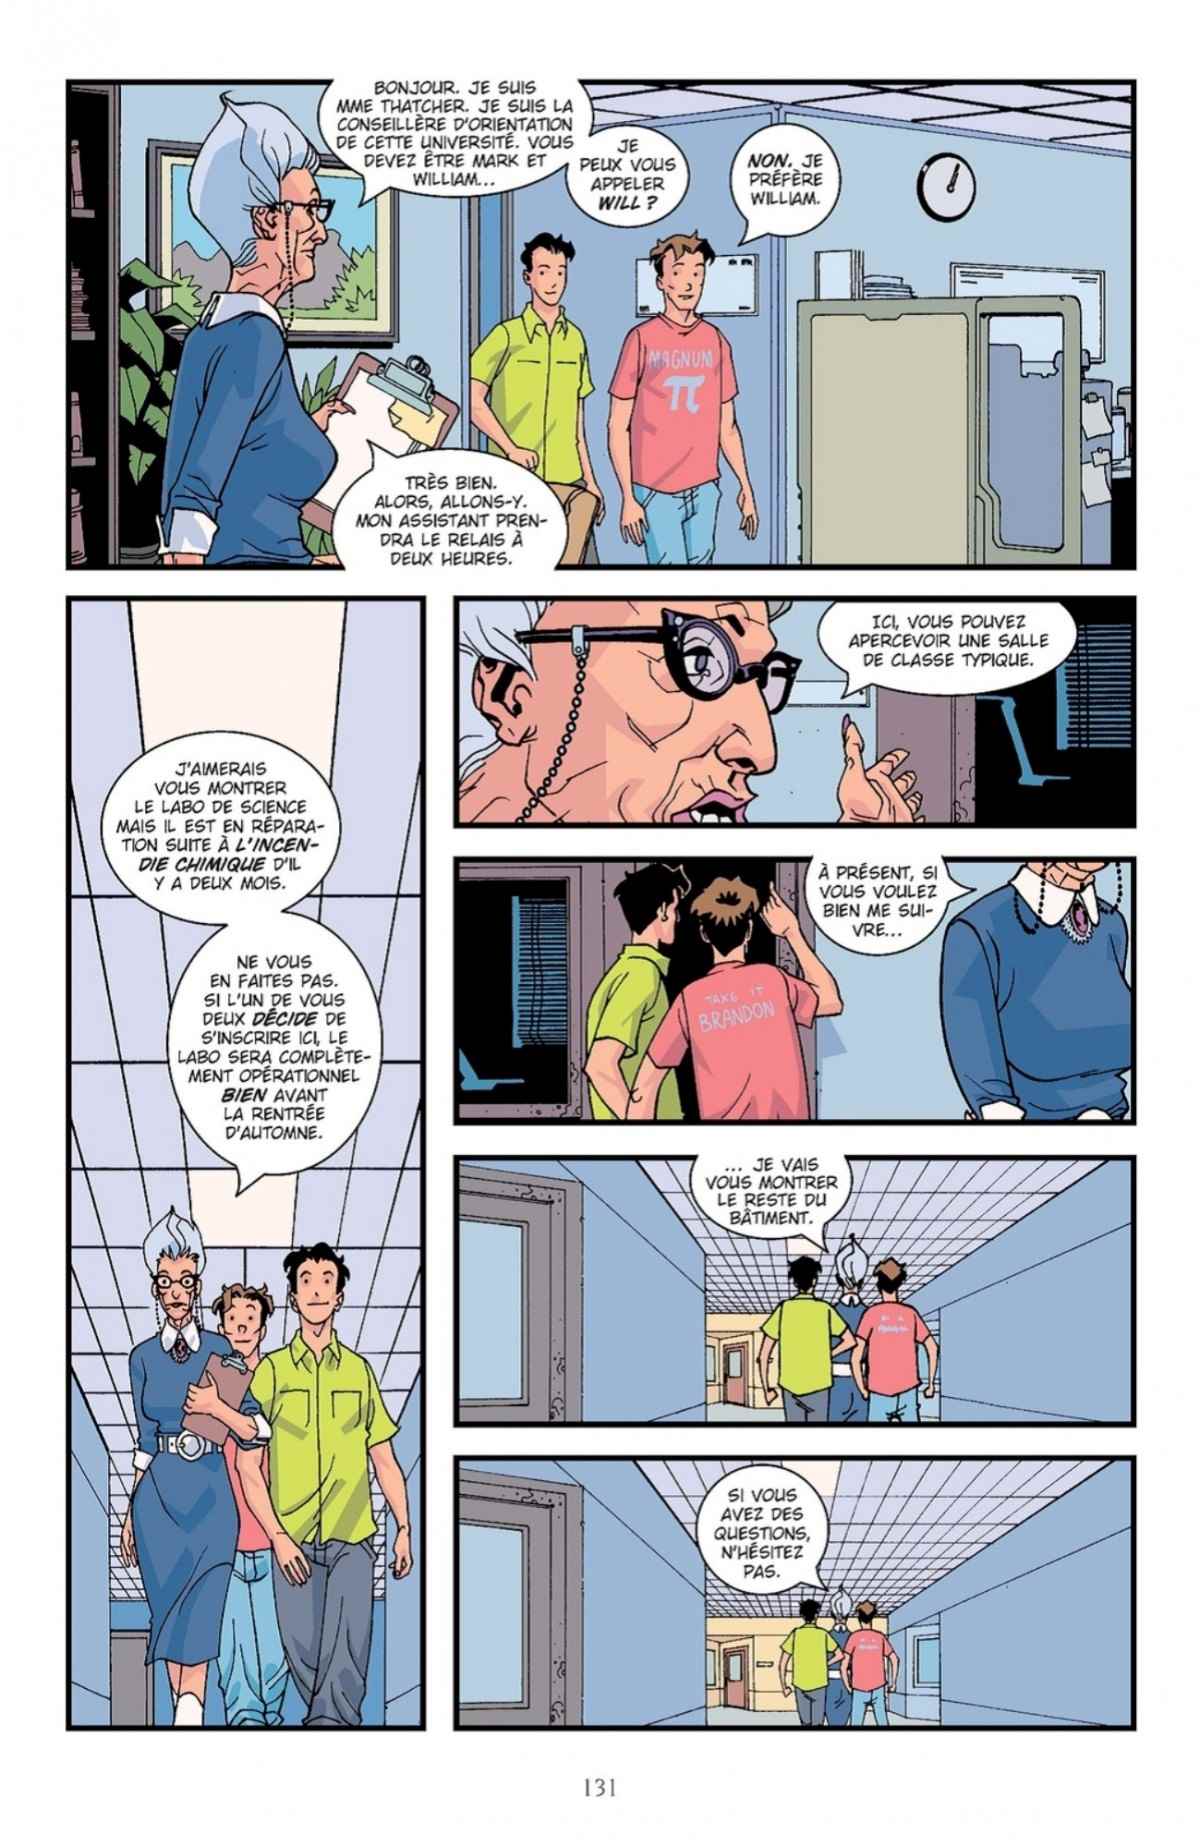 BONJOUR. JE SUIS
MME THATCHER. JE SUIS LA
CONSEILLÈRE D'ORIENTATION
DE CETTE UNIVERSITÉ. VOUS
DEVEZ ÊTRE MARK ET
WILLIAM...
JE
PEUX VOUS
APPELER
WILL ?
NON. JE
PRÉFÈRE
WILLIAM.
MAGNUM
π
TRÈS BIEN.
ALORS, ALLONS-Y.
MON ASSISTANT PREN-
DRA LE RELAIS À
DEUX HEURES.
J'AIMERAIS
VOUS MONTRER
LE LABO DE SCIENCE
MAIS IL EST EN RÉPARA-
TION SUITE À L'INCEN-
DIE CHIMIQUE D'IL
Y A DEUX MOIS.
NE VOUS
EN FAITES PAS.
SI L'UN DE VOUS
DEUX DÉCIDE DE
S'INSCRIRE ICI, LE
LABO SERA COMPLÈTE-
MENT OPÉRATIONNEL
BIEN AVANT
LA RENTRÉE
D'AUTOMNE.
ICI, VOUS POUVEZ
APERCEVOIR UNE SALLE
DE CLASSE TYPIQUE.
À PRÉSENT, SI
VOUS VOULEZ
BIEN ME SUI-
VRE...
TAKE IT
BRANDON
... JE VAIS
VOUS MONTRER
LE RESTE DU
BÂTIMENT.
SI VOUS
AVEZ DES
QUESTIONS,
N'HÉSITEZ
PAS.
131